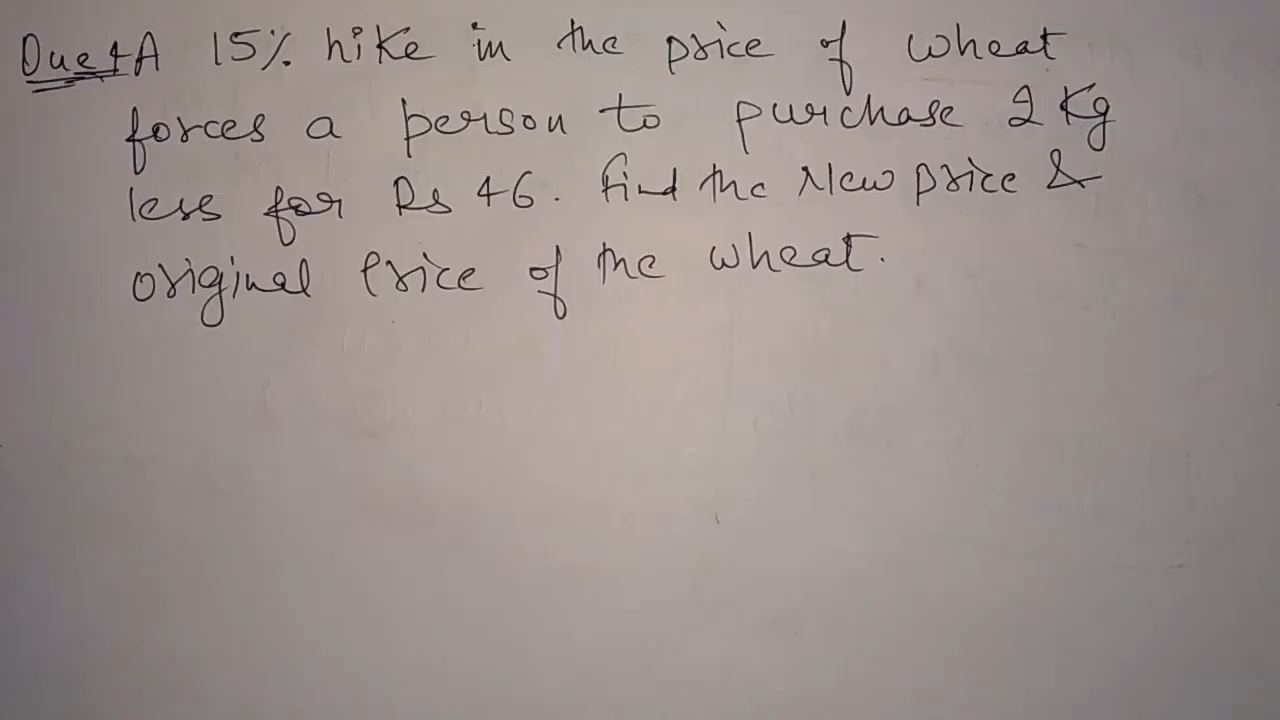 Que4 A 15% hike in the price of wheat
forces a person to purchase 2 Kg
less for Rs 46. Find the New price &
original Price of the wheat.